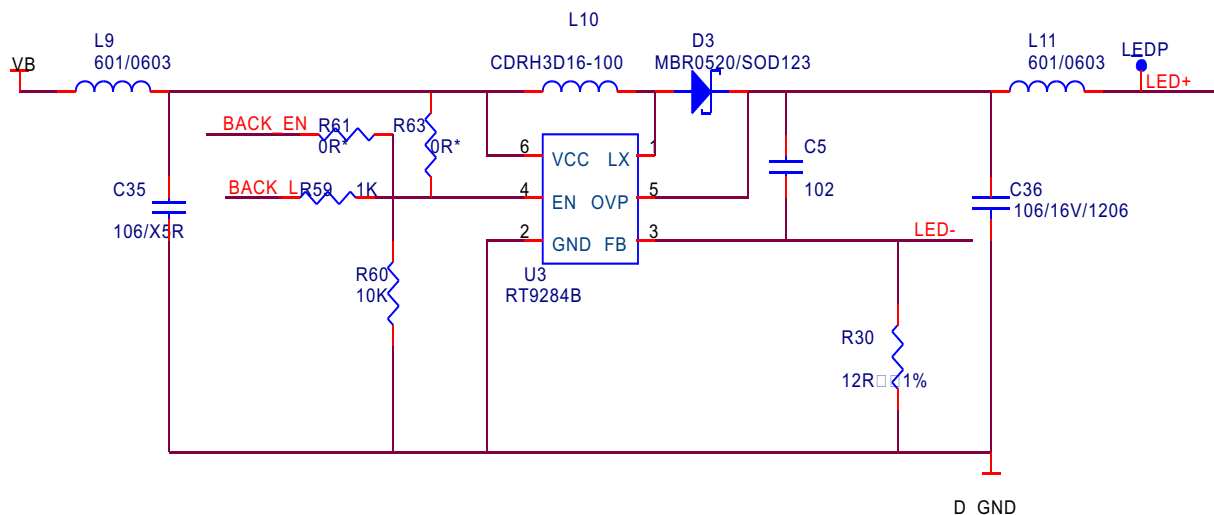 L10
L9
601/0603
VB
CDRH3D16-100
D3
MBR0520/SOD123
L11
601/0603
LEDP
LED+
BACK_EN
R61
0R*
R63
0R*
6
VCC
LX
1
C5
102
BACK_L
R59
1K
4
EN
OVP
5
C35
106/X5R
C36
106/16V/1206
2
GND
FB
3
LED-
U3
RT9284B
R60
10K
R30
12R□□1%
D_GND